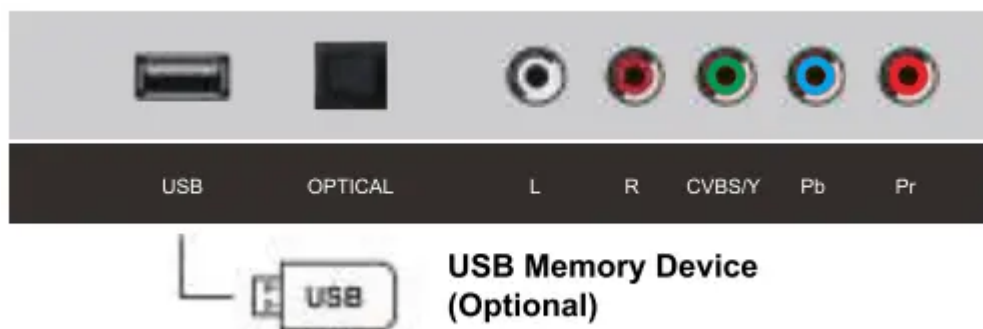 USB OPTICAL L R CVBS/Y Pb Pr
USB
USB Memory Device
(Optional)